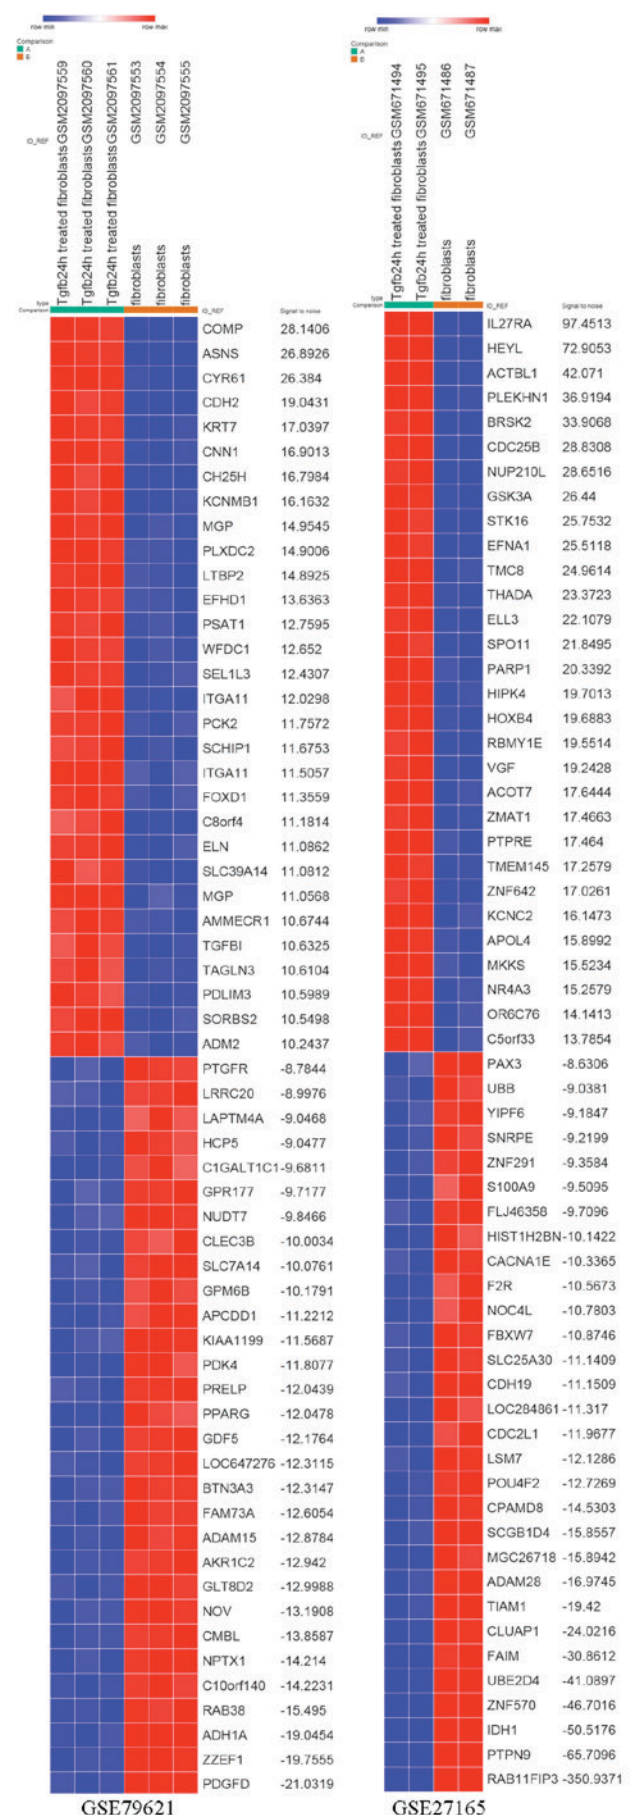 row min row max
Comparison
A
B
ID_REF
Tgfb24h treated fibroblasts GSM2097559
Tgfb24h treated fibroblasts GSM2097560
Tgfb24h treated fibroblasts GSM2097561
fibroblasts GSM2097553
fibroblasts GSM2097554
fibroblasts GSM2097555
type
Comparison
ID_REF Signal to noise
COMP 28.1406
ASNS 26.8926
CYR61 26.384
CDH2 19.0431
KRT7 17.0397
CNN1 16.9013
CH25H 16.7984
KCNMB1 16.1632
MGP 14.9545
PLXDC2 14.9006
LTBP2 14.8925
EFHD1 13.6363
PSAT1 12.7595
WFDC1 12.652
SEL1L3 12.4307
ITGA11 12.0298
PCK2 11.7572
SCHIP1 11.6753
ITGA11 11.5057
FOXD1 11.3559
C8orf4 11.1814
ELN 11.0862
SLC39A14 11.0812
MGP 11.0568
AMMECR1 10.6744
TGFBI 10.6325
TAGLN3 10.6104
PDLIM3 10.5989
SORBS2 10.5498
ADM2 10.2437
PTGFR -8.7844
LRRC20 -8.9976
LAPTM4A -9.0468
HCP5 -9.0477
C1GALT1C1 -9.6811
GPR177 -9.7177
NUDT7 -9.8466
CLEC3B -10.0034
SLC7A14 -10.0761
GPM6B -10.1791
APCDD1 -11.2212
KIAA1199 -11.5687
PDK4 -11.8077
PRELP -12.0439
PPARG -12.0478
GDF5 -12.1764
LOC647276 -12.3115
BTN3A3 -12.3147
FAM73A -12.6054
ADAM15 -12.8784
AKR1C2 -12.942
GLT8D2 -12.9988
NOV -13.1908
CMBL -13.8587
NPTX1 -14.214
C10orf140 -14.2231
RAB38 -15.495
ADH1A -19.0454
ZZEF1 -19.7555
PDGFD -21.0319
GSE79621
row min row max
Comparison
A
B
ID_REF
Tgfb24h treated fibroblasts GSM671494
Tgfb24h treated fibroblasts GSM671495
fibroblasts GSM671486
fibroblasts GSM671487
type
Comparison
ID_REF Signal to noise
IL27RA 97.4513
HEYL 72.9053
ACTBL1 42.071
PLEKHN1 36.9194
BRSK2 33.9068
CDC25B 28.8308
NUP210L 28.6516
GSK3A 26.44
STK16 25.7532
EFNA1 25.5118
TMC8 24.9614
THADA 23.3723
ELL3 22.1079
SPO11 21.8495
PARP1 20.3392
HIPK4 19.7013
HOXB4 19.6883
RBMY1E 19.5514
VGF 19.2428
ACOT7 17.6444
ZMAT1 17.4663
PTPRE 17.464
TMEM145 17.2579
ZNF642 17.0261
KCNC2 16.1473
APOL4 15.8992
MKKS 15.5234
NR4A3 15.2579
OR6C76 14.1413
C5orf33 13.7854
PAX3 -8.6306
UBB -9.0381
YIPF6 -9.1847
SNRPE -9.2199
ZNF291 -9.3584
S100A9 -9.5095
FLJ46358 -9.7096
HIST1H2BN -10.1422
CACNA1E -10.3365
F2R -10.5673
NOC4L -10.7803
FBXW7 -10.8746
SLC25A30 -11.1409
CDH19 -11.1509
LOC284861 -11.317
CDC2L1 -11.9677
LSM7 -12.1286
POU4F2 -12.7269
CPAMD8 -14.5303
SCGB1D4 -15.8557
MGC26718 -15.8942
ADAM28 -16.9745
TIAM1 -19.42
CLUAP1 -24.0216
FAIM -30.8612
UBE2D4 -41.0897
ZNF570 -46.7016
IDH1 -50.5176
PTPN9 -65.7096
RAB11FIP3 -350.9371
GSE27165